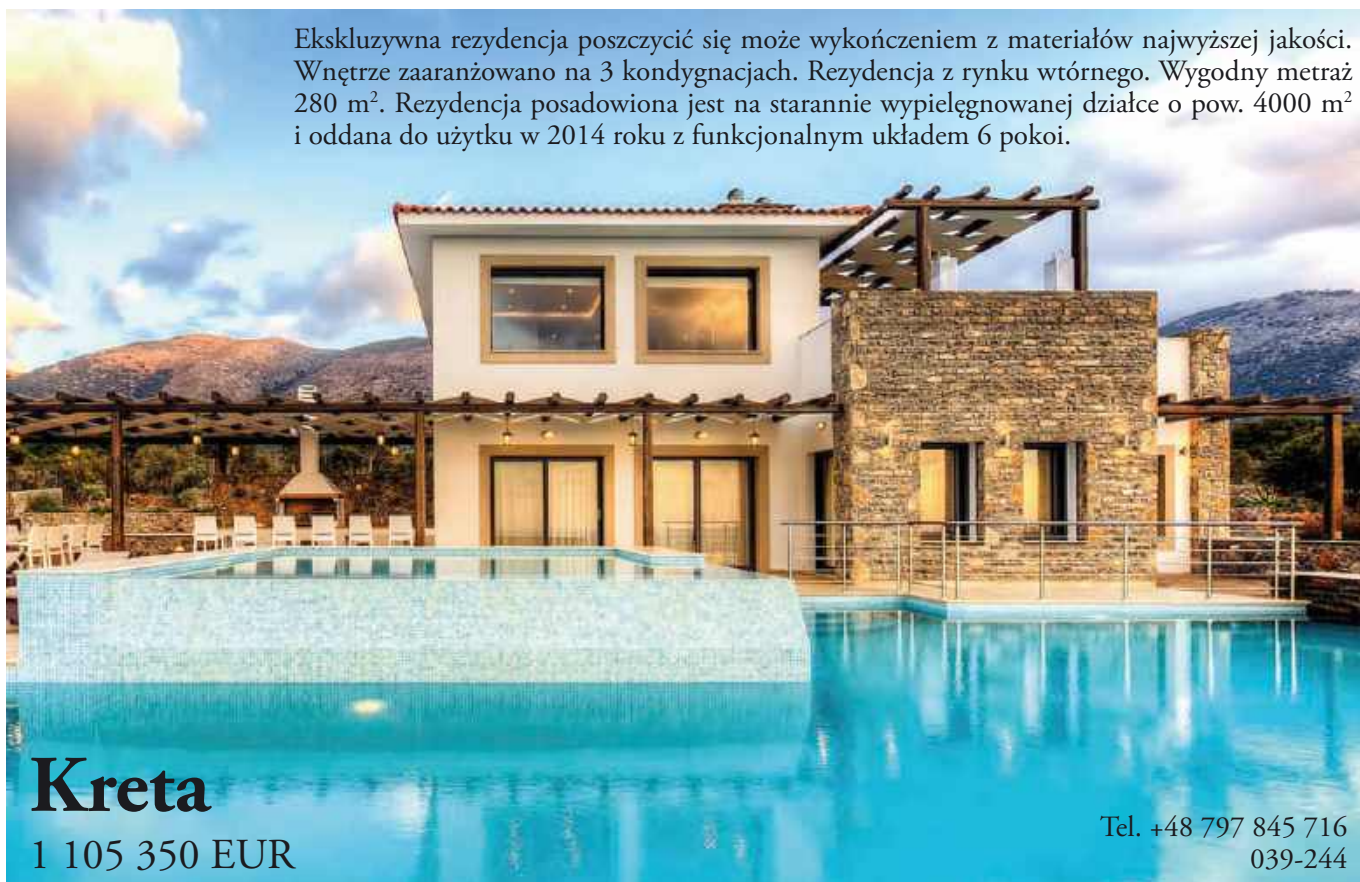 Ekskluzywna rezydencja poszczycić się może wykończeniem z materiałów najwyższej jakości.
Wnętrze zaaranżowano na 3 kondygnacjach. Rezydencja z rynku wtórnego. Wygodny metraż
280 m². Rezydencja posadowiona jest na starannie wypielęgnowanej działce o pow. 4000 m²
i oddana do użytku w 2014 roku z funkcjonalnym układem 6 pokoi.
Kreta
1 105 350 EUR
Tel. +48 797 845 716
039-244